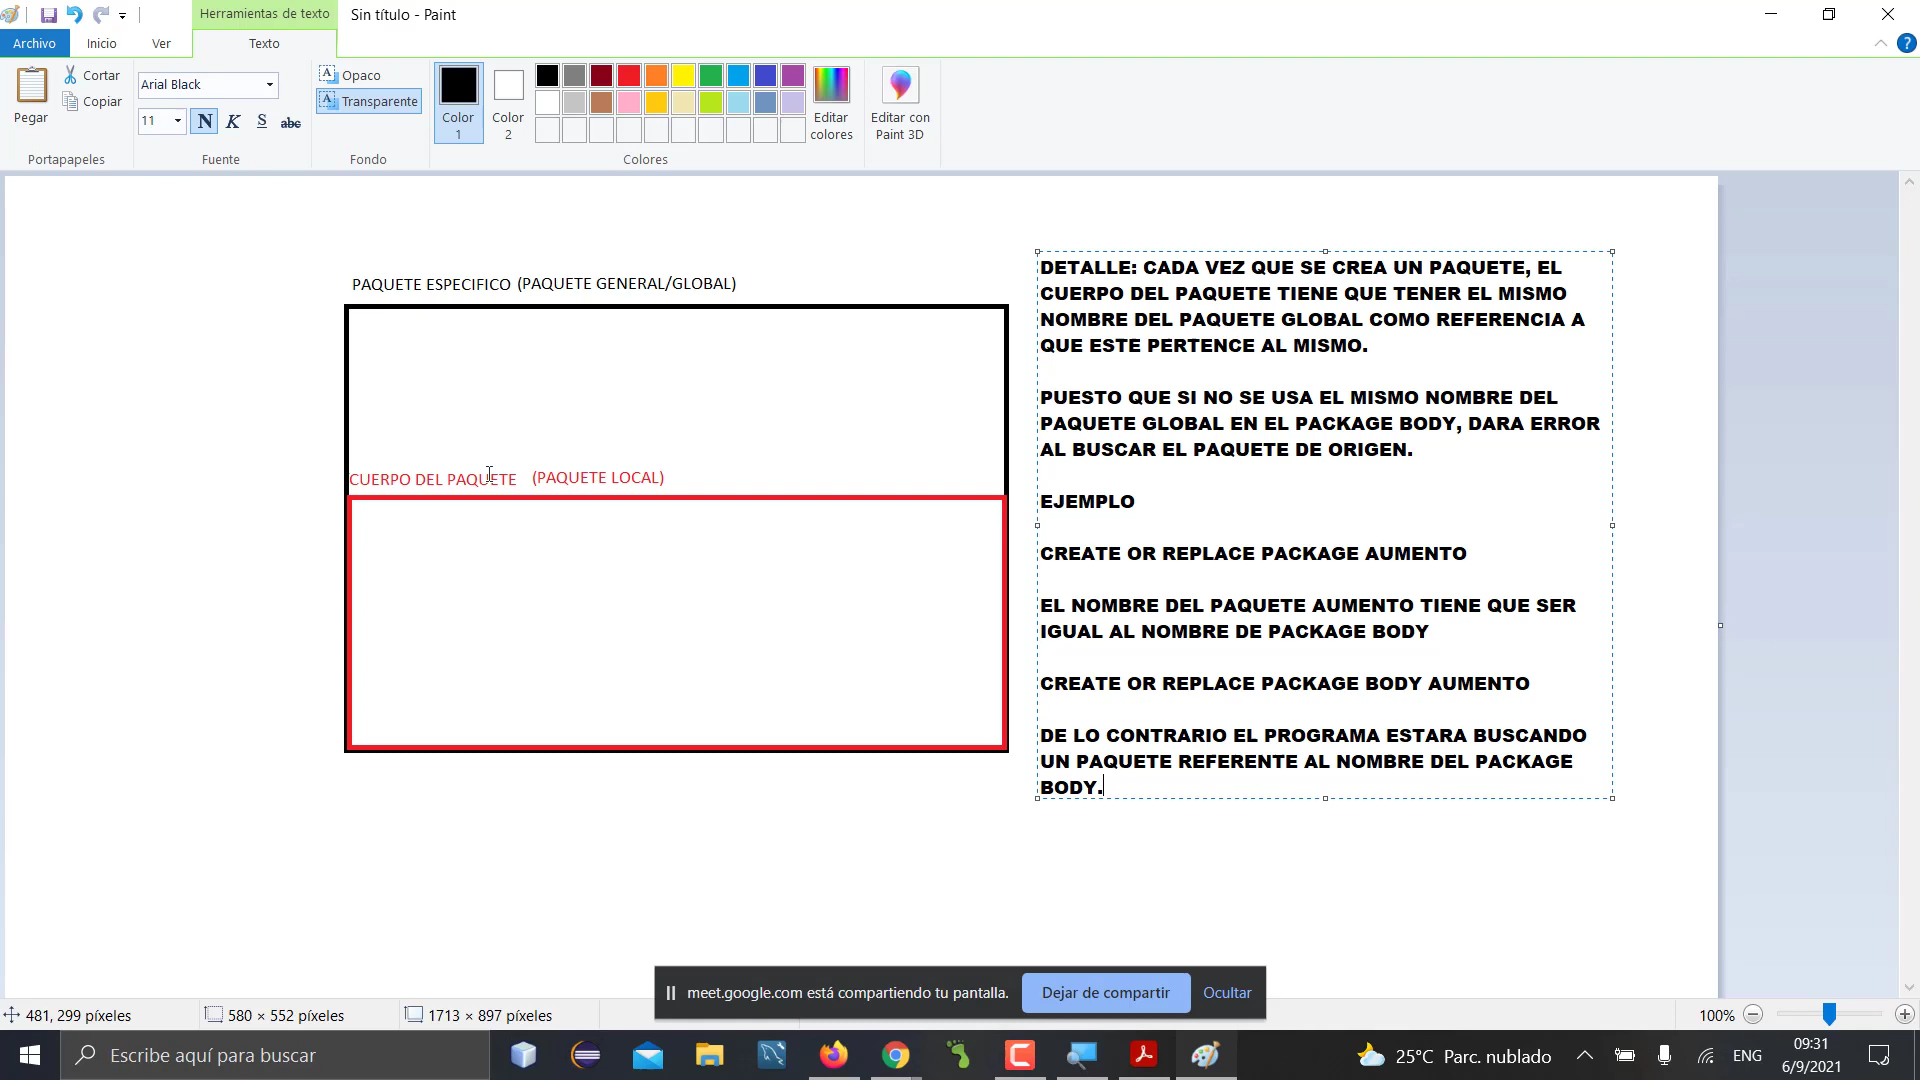 Herramientas de texto
Sin título - Paint
Archivo
Inicio
Ver
Texto
Pegar
Cortar
Copiar
Portapapeles
Arial Black
11
N K S abc
Fuente
Opaco
Transparente
Fondo
Color
1
Color
2
Editar
colores
Colores
Editar con
Paint 3D
PAQUETE ESPECIFICO (PAQUETE GENERAL/GLOBAL)
CUERPO DEL PAQUETE (PAQUETE LOCAL)
DETALLE: CADA VEZ QUE SE CREA UN PAQUETE, EL
CUERPO DEL PAQUETE TIENE QUE TENER EL MISMO
NOMBRE DEL PAQUETE GLOBAL COMO REFERENCIA A
QUE ESTE PERTENCE AL MISMO.
PUESTO QUE SI NO SE USA EL MISMO NOMBRE DEL
PAQUETE GLOBAL EN EL PACKAGE BODY, DARA ERROR
AL BUSCAR EL PAQUETE DE ORIGEN.
EJEMPLO
CREATE OR REPLACE PACKAGE AUMENTO
EL NOMBRE DEL PAQUETE AUMENTO TIENE QUE SER
IGUAL AL NOMBRE DE PACKAGE BODY
CREATE OR REPLACE PACKAGE BODY AUMENTO
DE LO CONTRARIO EL PROGRAMA ESTARA BUSCANDO
UN PAQUETE REFERENTE AL NOMBRE DEL PACKAGE
BODY.
meet.google.com está compartiendo tu pantalla.
Dejar de compartir
Ocultar
481, 299 píxeles
580 × 552 píxeles
1713 × 897 píxeles
100%
Escribe aquí para buscar
25°C Parc. nublado
ENG
09:31
6/9/2021